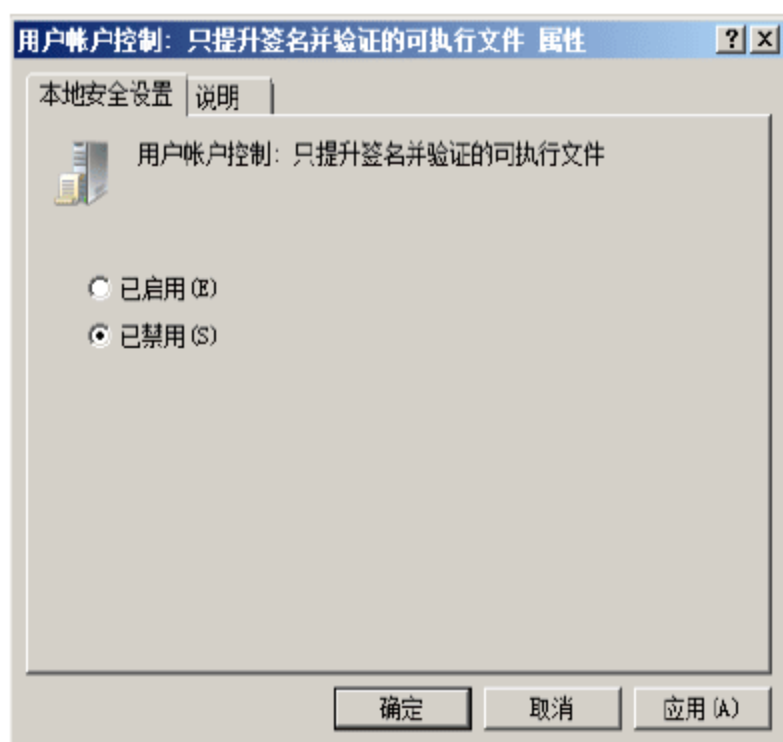 用户帐户控制: 只提升签名并验证的可执行文件 属性
本地安全设置 说明
用户帐户控制: 只提升签名并验证的可执行文件
已启用(E)
已禁用(S)
确定 取消 应用(A)